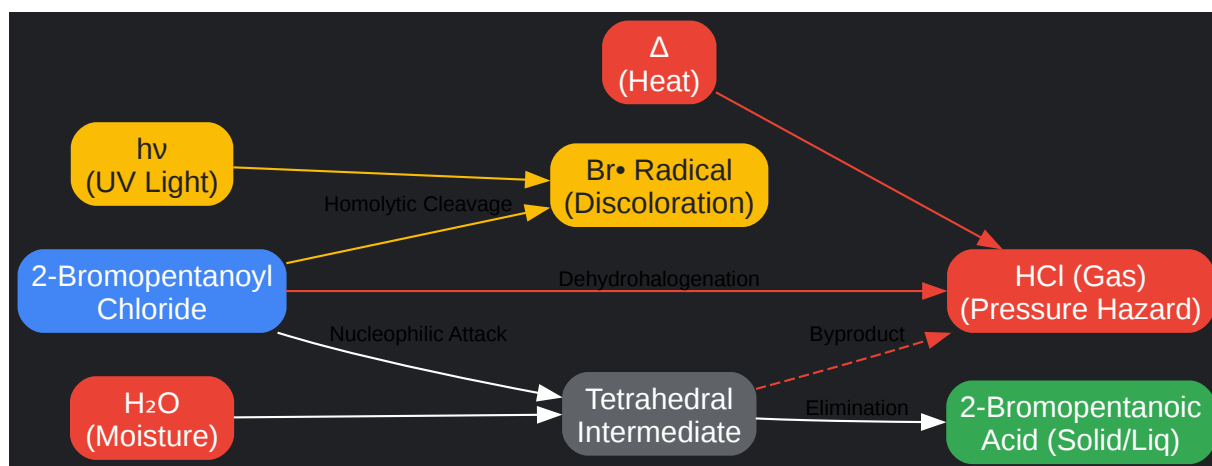 Δ
(Heat)
hν
(UV Light)
Br• Radical
(Discoloration)
Homolytic Cleavage
2-Bromopentanoyl
Chloride
Dehydrohalogenation
HCl (Gas)
(Pressure Hazard)
Nucleophilic Attack
Byproduct
H₂O
(Moisture)
Tetrahedral
Intermediate
Elimination
2-Bromopentanoic
Acid (Solid/Liq)